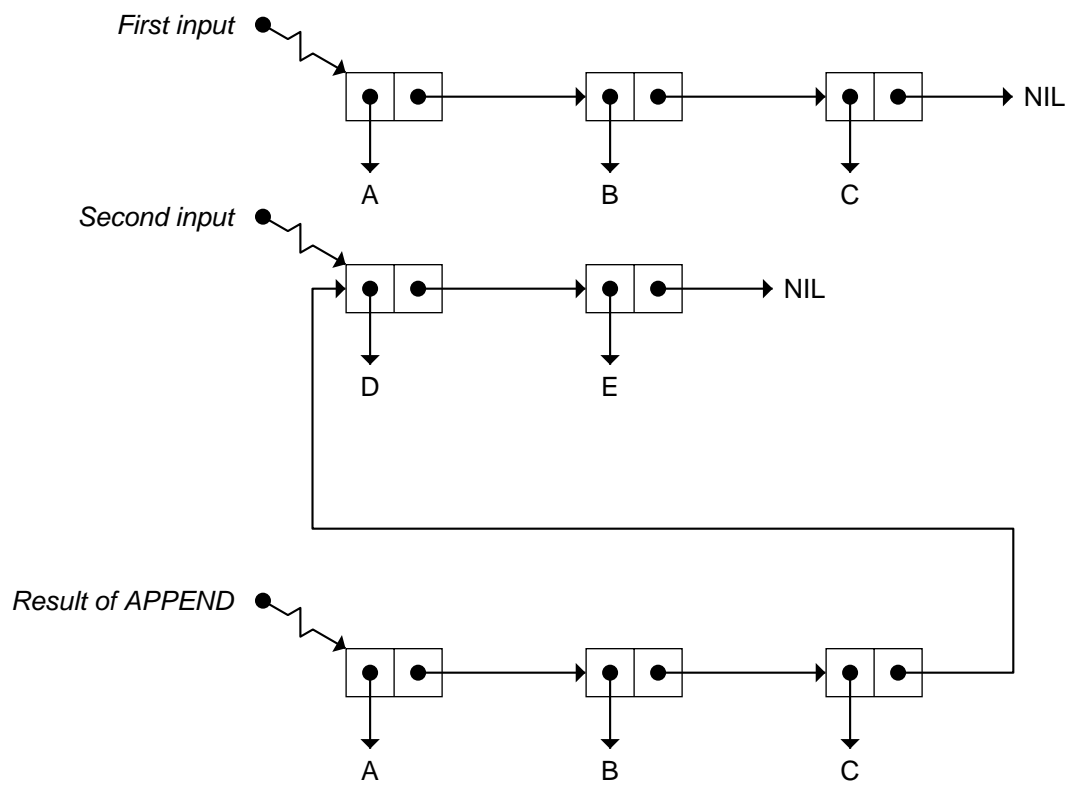 First input
NIL
A B C
Second input
NIL
D E
Result of APPEND
A B C